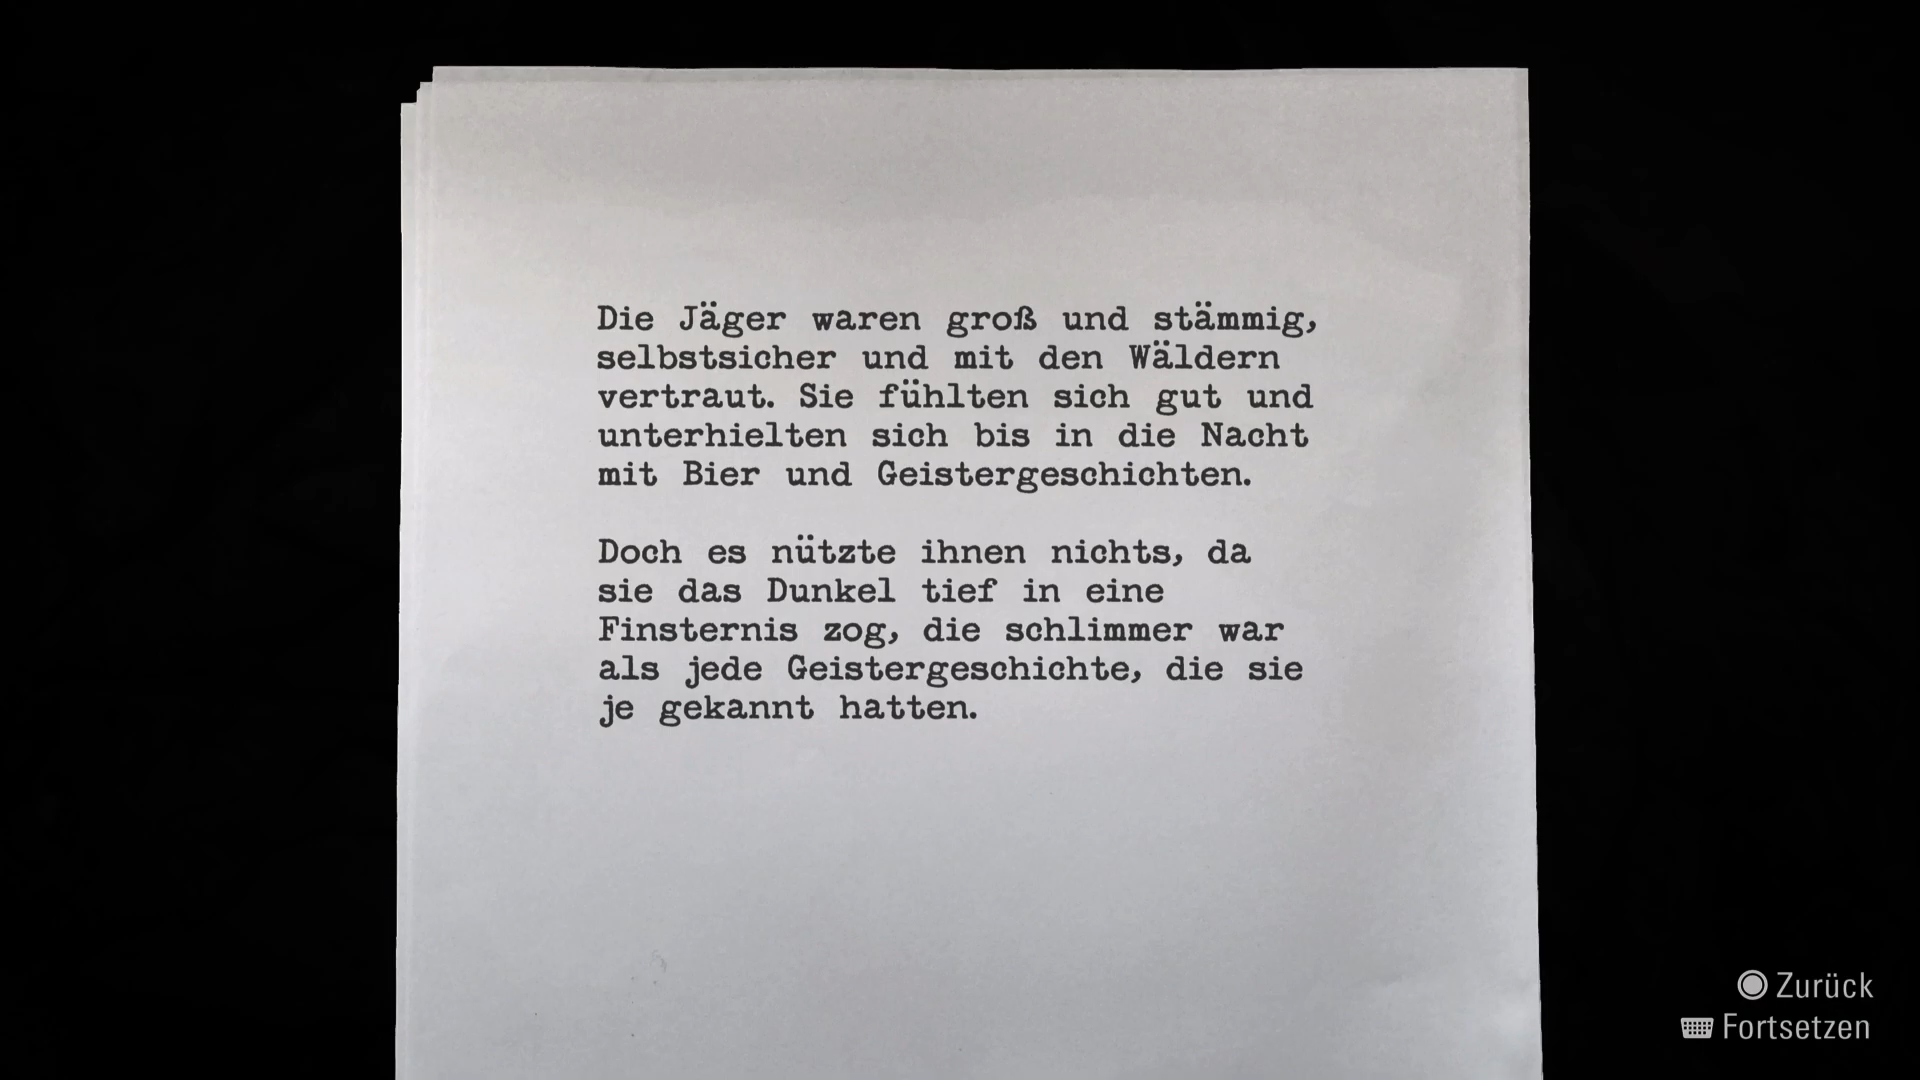 Die Jäger waren groß und stämmig,
selbstsicher und mit den Wäldern
vertraut. Sie fühlten sich gut und
unterhielten sich bis in die Nacht
mit Bier und Geistergeschichten.
Doch es nützte ihnen nichts, da
sie das Dunkel tief in eine
Finsternis zog, die schlimmer war
als jede Geistergeschichte, die sie
je gekannt hatten.
Zurück
Fortsetzen